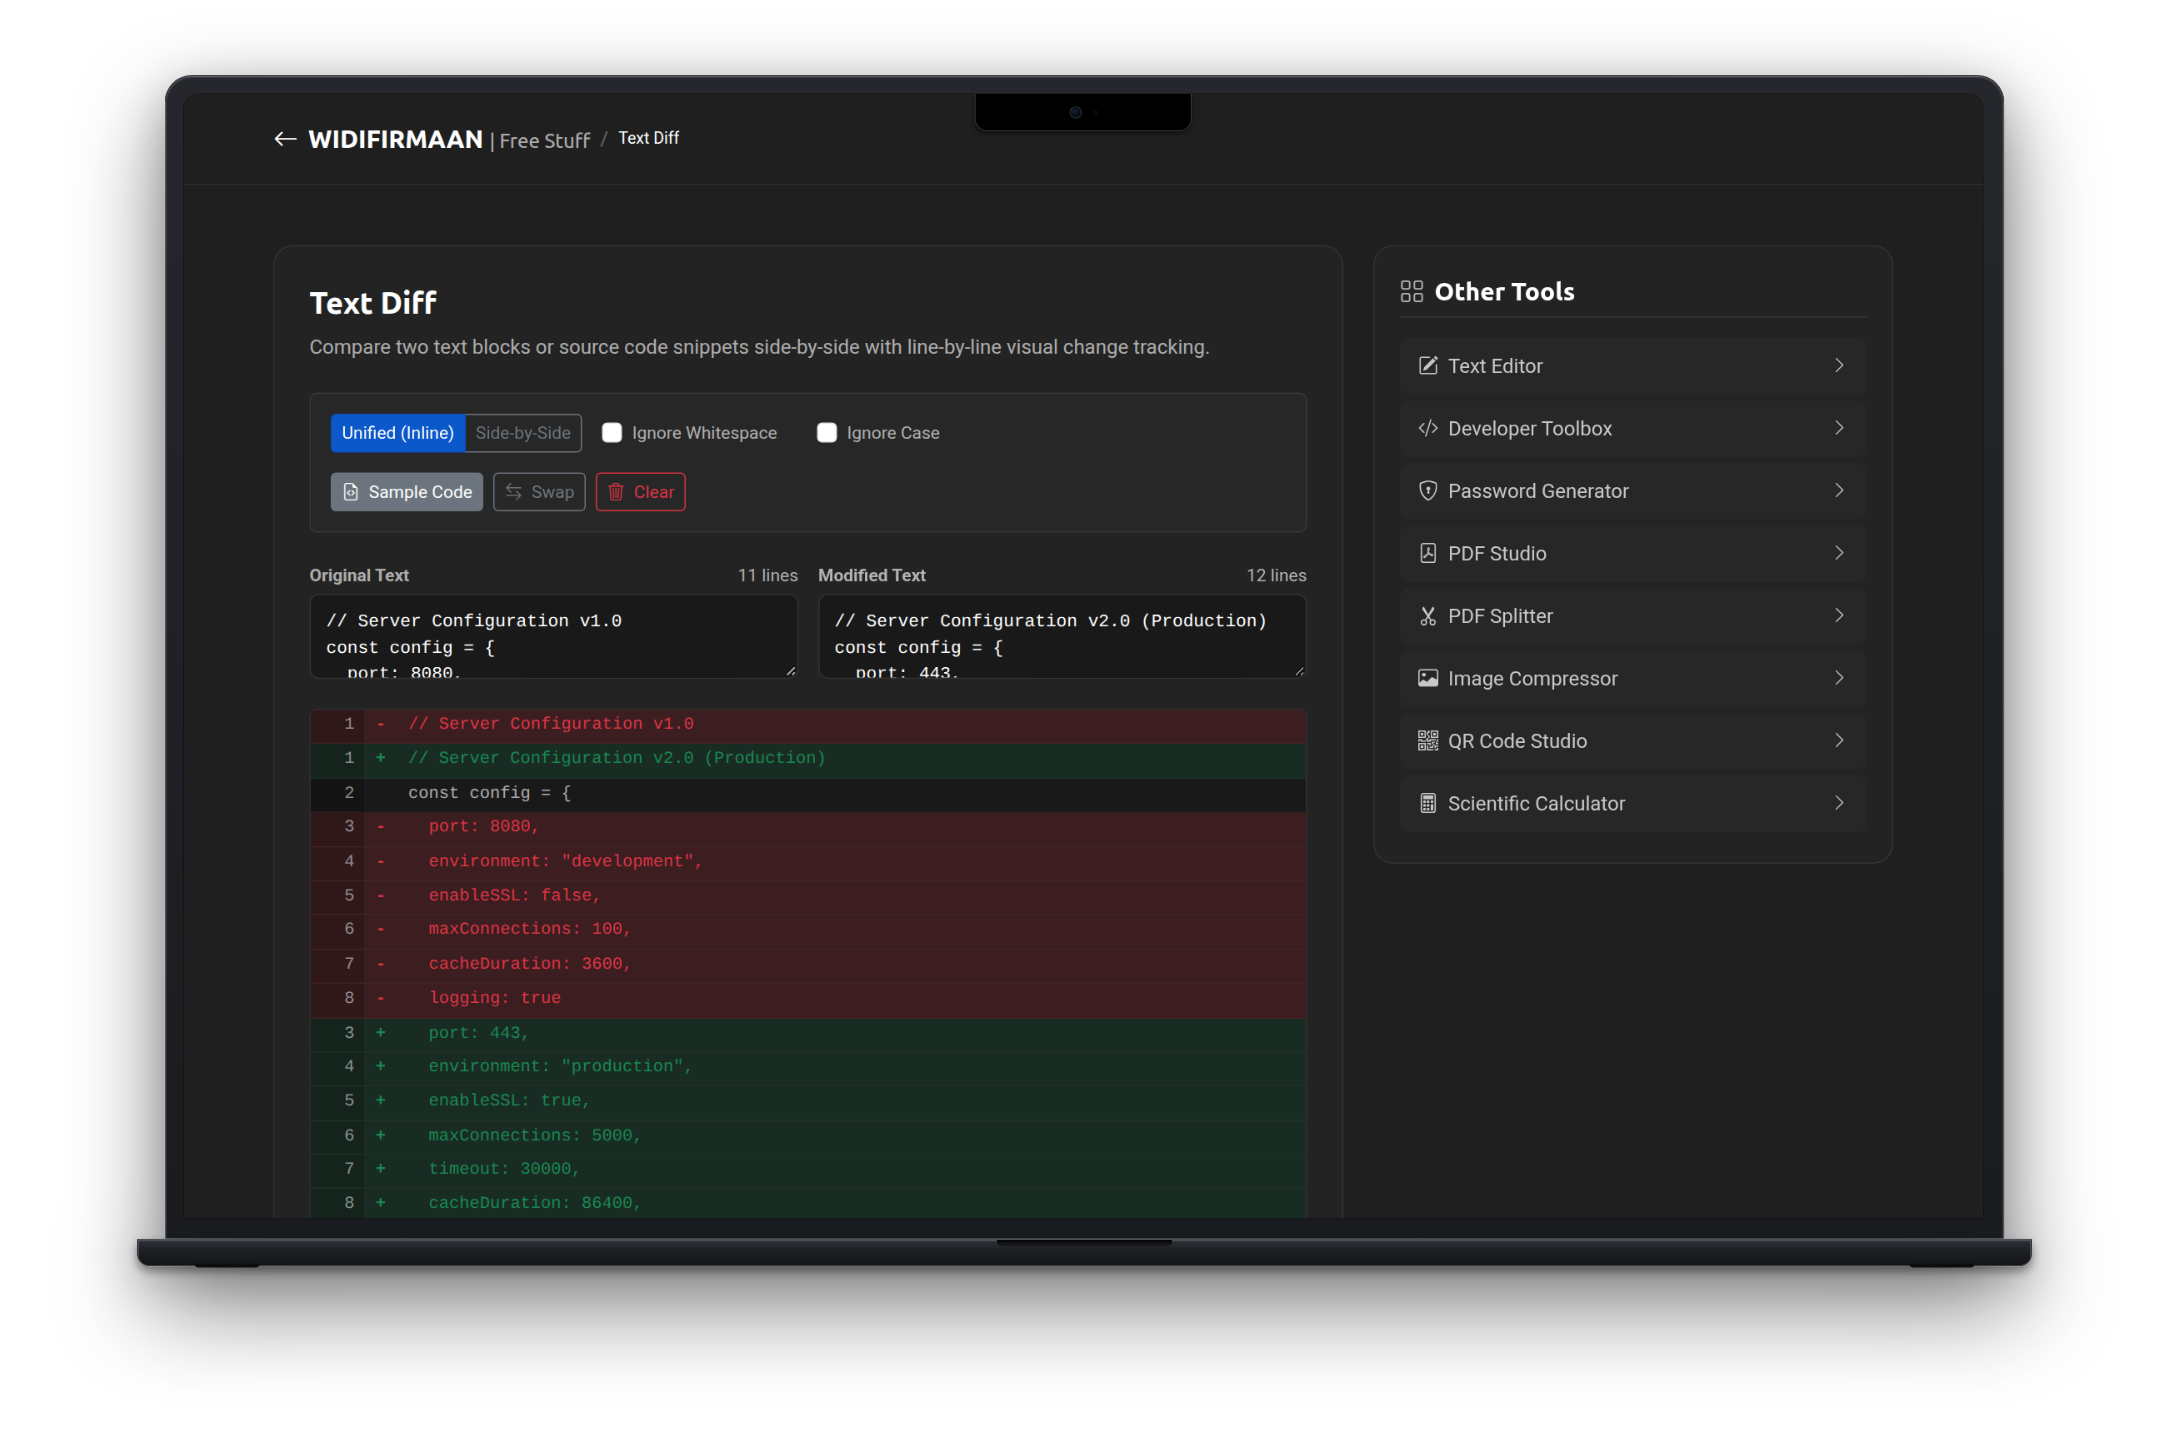 WIDIFIRMAAN | Free Stuff / Text Diff
Text Diff
Compare two text blocks or source code snippets side-by-side with line-by-line visual change tracking.
Unified (Inline) Side-by-Side Ignore Whitespace Ignore Case
Sample Code Swap Clear
Original Text 11 lines
// Server Configuration v1.0
const config = {
port: 8080,
Modified Text 12 lines
// Server Configuration v2.0 (Production)
const config = {
port: 443,
1 - // Server Configuration v1.0
1 + // Server Configuration v2.0 (Production)
2 const config = {
3 - port: 8080,
4 - environment: "development",
5 - enableSSL: false,
6 - maxConnections: 100,
7 - cacheDuration: 3600,
8 - logging: true
3 + port: 443,
4 + environment: "production",
5 + enableSSL: true,
6 + maxConnections: 5000,
7 + timeout: 30000,
8 + cacheDuration: 86400,
Other Tools
Text Editor
Developer Toolbox
Password Generator
PDF Studio
PDF Splitter
Image Compressor
QR Code Studio
Scientific Calculator